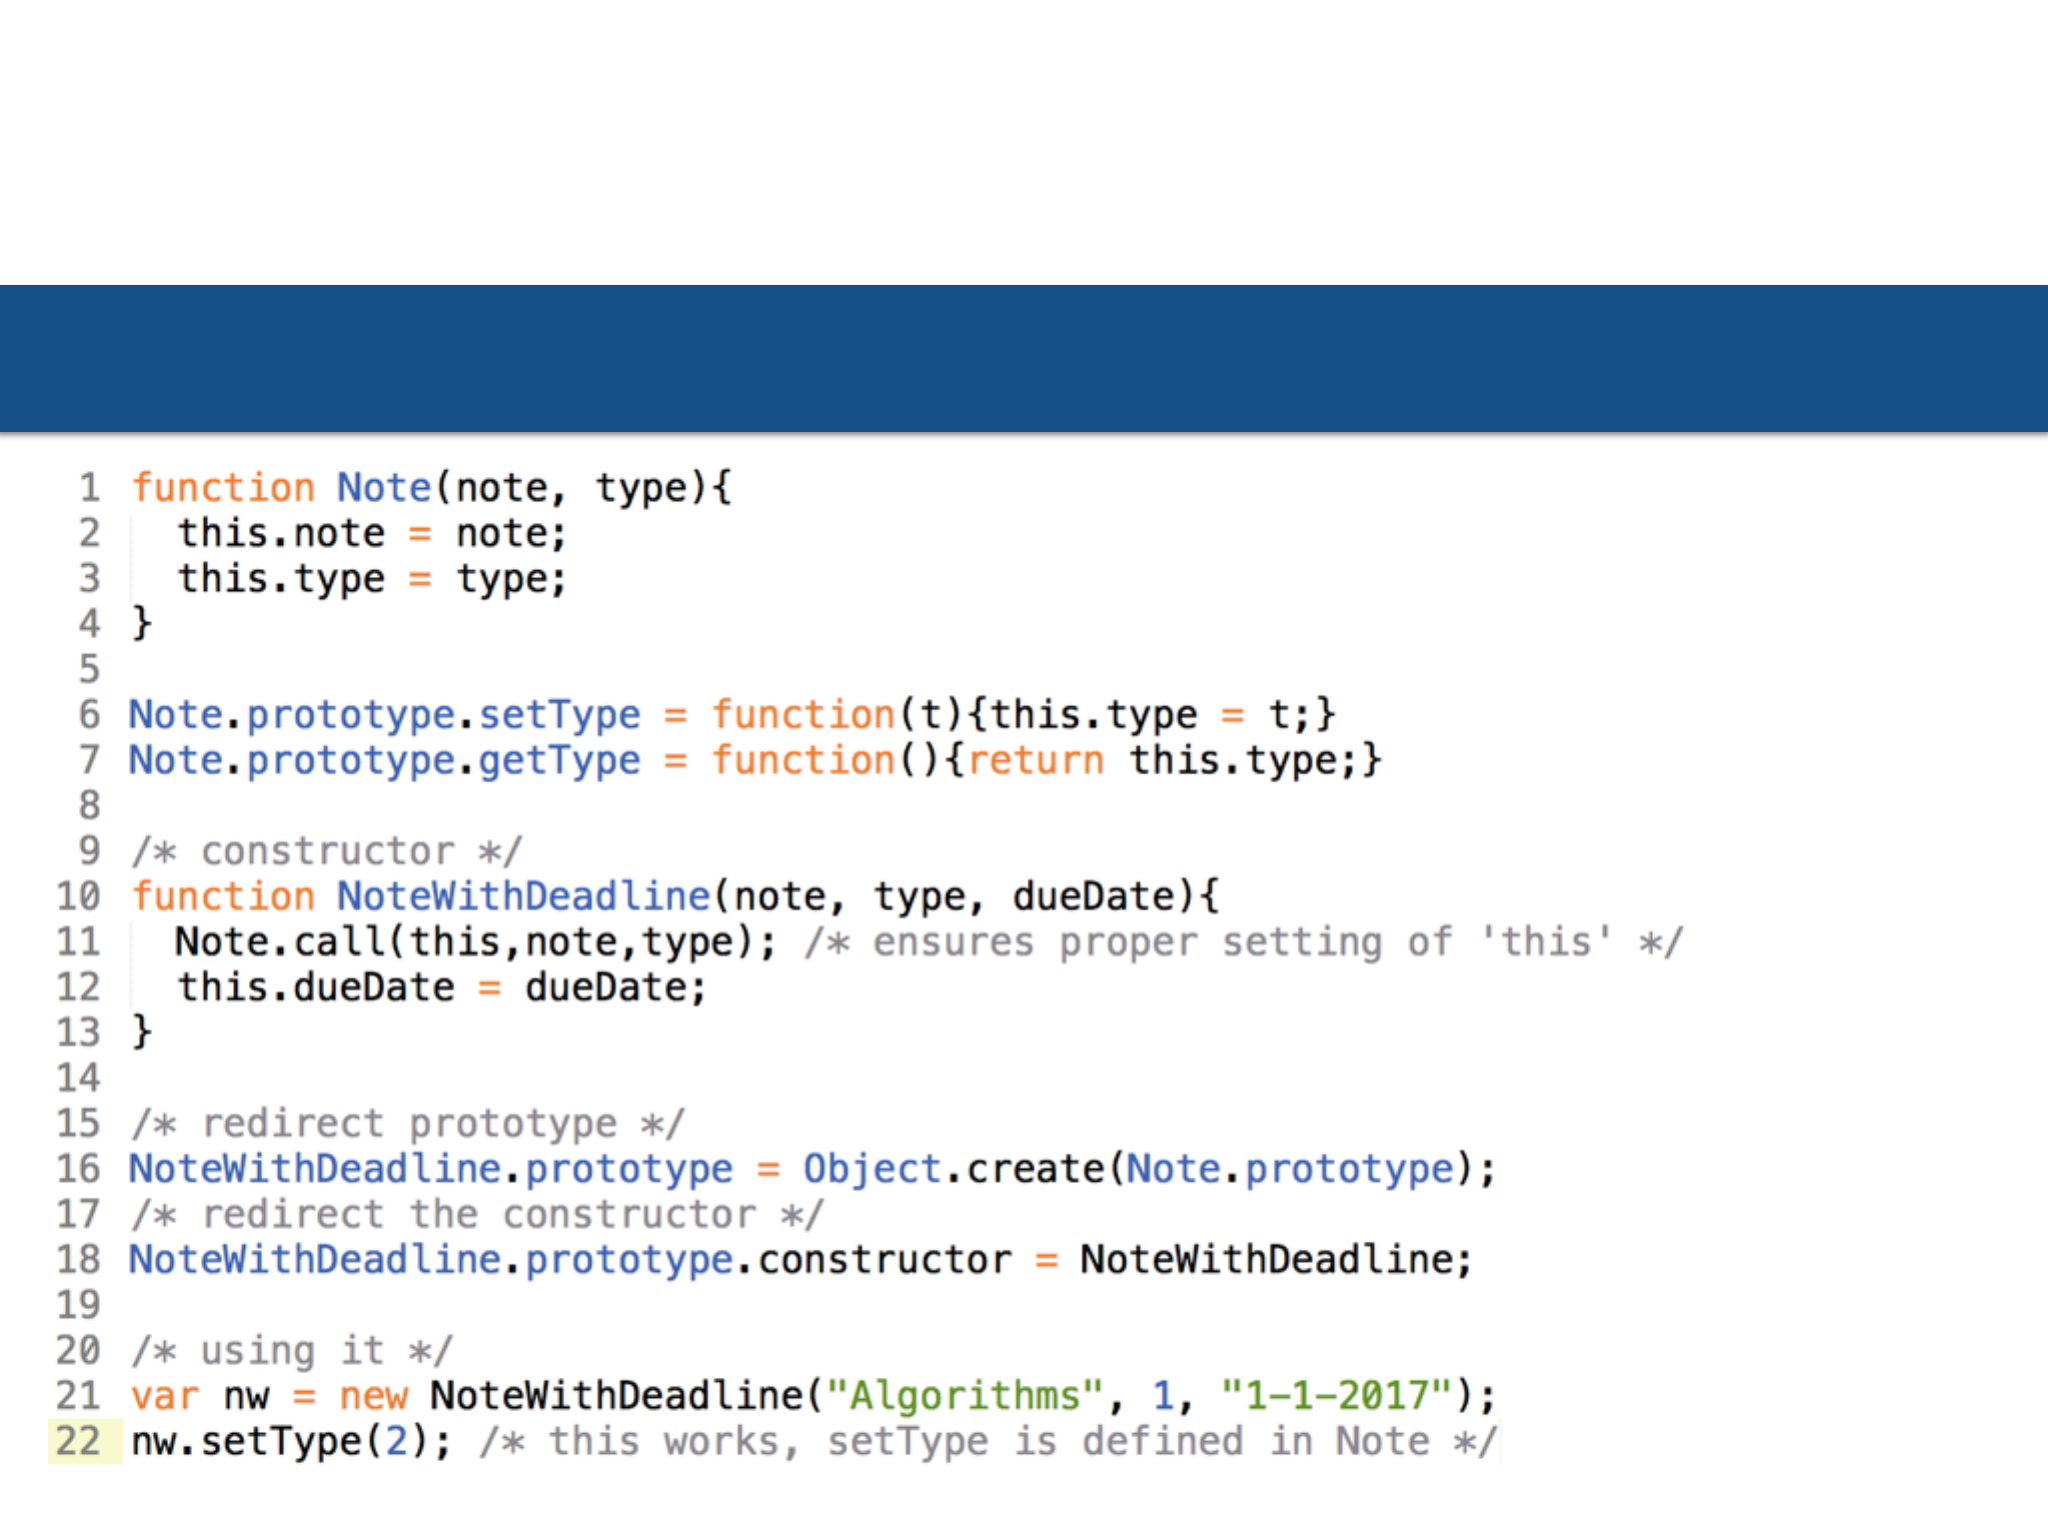 1 function Note(note, type){
2   this.note = note;
3   this.type = type;
4 }
5
6 Note.prototype.setType = function(t){this.type = t;}
7 Note.prototype.getType = function(){return this.type;}
8
9 /* constructor */
10 function NoteWithDeadline(note, type, dueDate){
11   Note.call(this,note,type); /* ensures proper setting of 'this' */
12   this.dueDate = dueDate;
13 }
14
15 /* redirect prototype */
16 NoteWithDeadline.prototype = Object.create(Note.prototype);
17 /* redirect the constructor */
18 NoteWithDeadline.prototype.constructor = NoteWithDeadline;
19
20 /* using it */
21 var nw = new NoteWithDeadline("Algorithms", 1, "1-1-2017");
22 nw.setType(2); /* this works, setType is defined in Note */